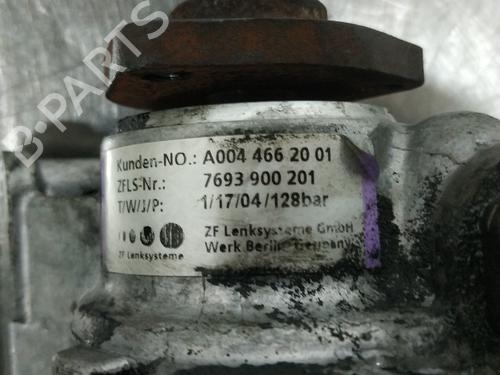 B-PARTS
Kunden-NO.: A004 466 20 01
ZFLS-Nr.: 7693 900 201
T/W/J/P: 1/17/04/128bar
ZF Lenksysteme GmbH
Werk Berlin Germany
ZF Lenksysteme